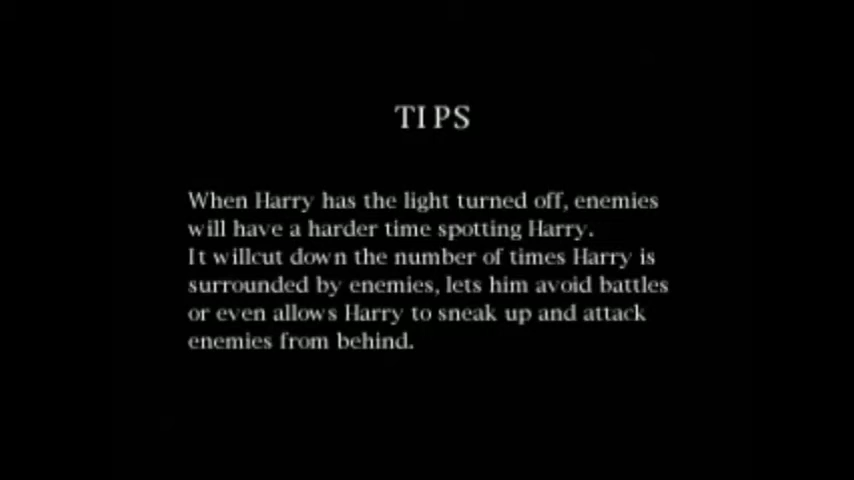 TIPS
When Harry has the light turned off, enemies
will have a harder time spotting Harry.
It willcut down the number of times Harry is
surrounded by enemies, lets him avoid battles
or even allows Harry to sneak up and attack
enemies from behind.